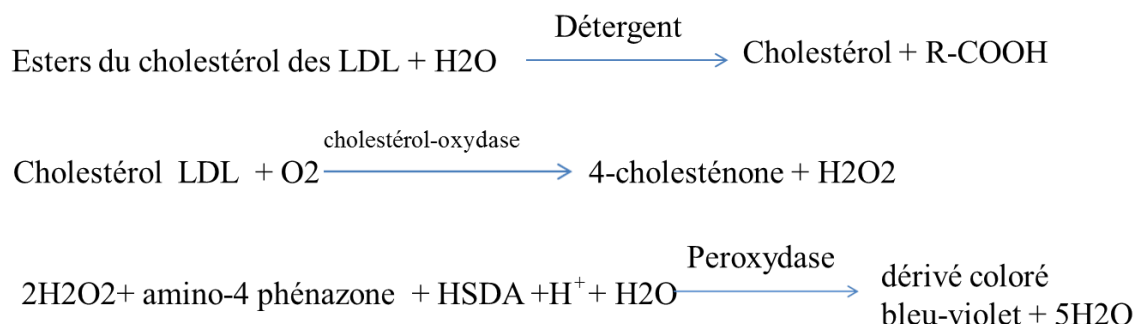 Détergent
Esters du cholestérol des LDL + H2O Cholestérol + R-COOH
cholestérol-oxydase
Cholestérol LDL + O2 4-cholesténone + H2O2
Peroxydase
2H2O2+ amino-4 phénazone + HSDA +H⁺+ H2O dérivé coloré
bleu-violet + 5H2O